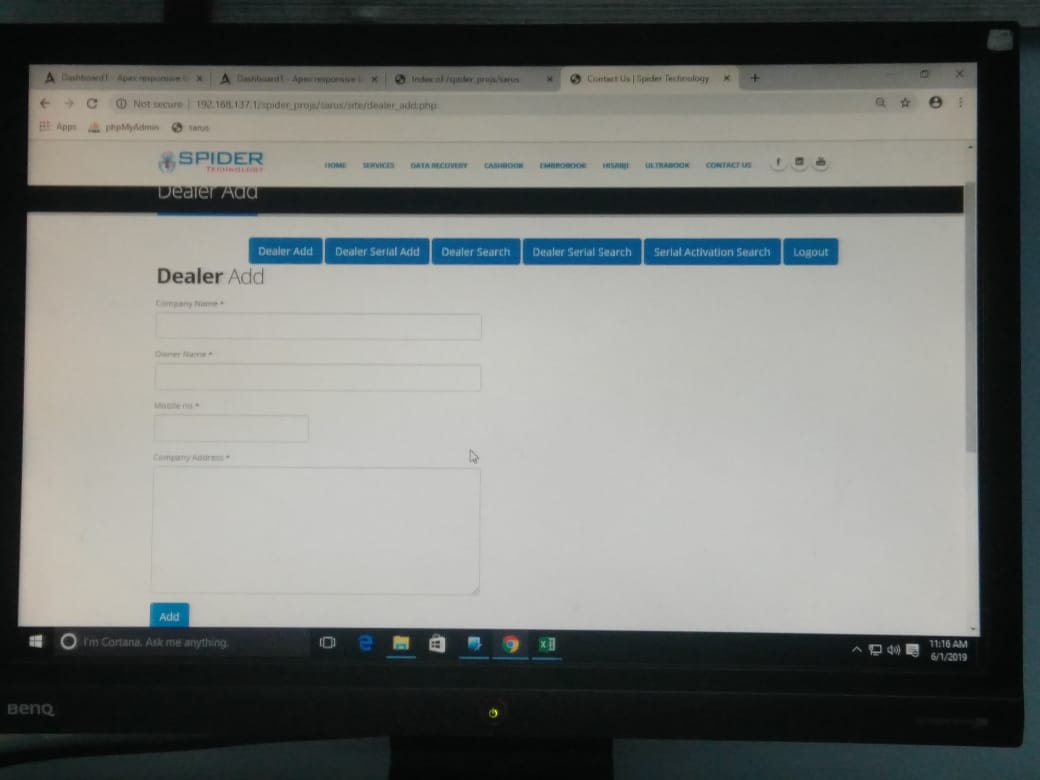 Dashboard1 - Apex responsive b
Dashboard1 - Apex responsive b
Index of /spider_projs/sarus
Contact Us | Spider Technology
Not secure | 192.168.137.1/spider_projs/sarus/site/dealer_add.php
Apps phpMyAdmin sarus
SPIDER
TECHNOLOGY
HOME SERVICES DATA RECOVERY CASHBOOK EMBROBOOK HISABJI ULTRABOOK CONTACT US
Dealer Add
Dealer Add Dealer Serial Add Dealer Search Dealer Serial Search Serial Activation Search Logout
Dealer Add
Company Name *
Owner Name *
Mobile no *
Company Address *
Add
I'm Cortana. Ask me anything.
11:16 AM
6/1/2019
BenQ